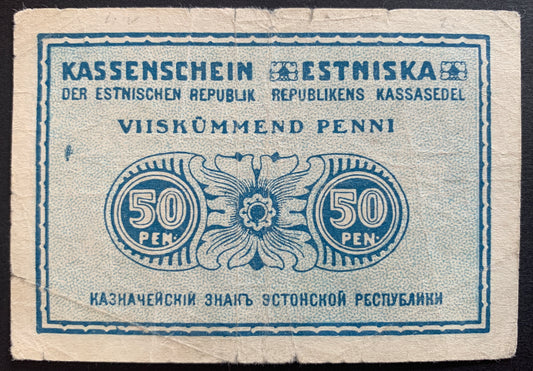 KASSENSCHEIN ESTNISKA
DER ESTNISCHEN REPUBLIK REPUBLIKENS KASSASEDEL
VIISKÜMMEND PENNI
50 50
PEN. PEN.
КАЗНАЧЕЙСКІЙ ЗНАКЪ ЭСТОНСКОЙ РЕСПУБЛИКИ